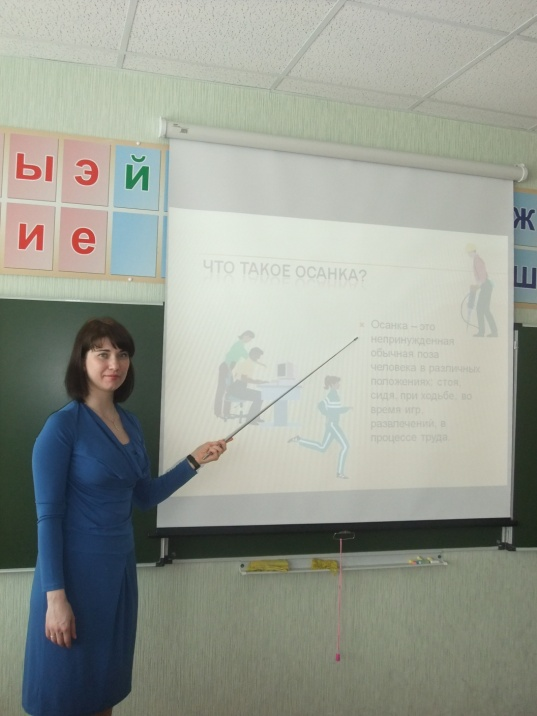 Ы Э Й
И Е
Ж
Ш
ЧТО ТАКОЕ ОСАНКА?
Осанка – это
непринужденная
обычная поза
человека в различных
положениях: стоя,
сидя, при ходьбе, во
время игр,
развлечений, в
процессе труда